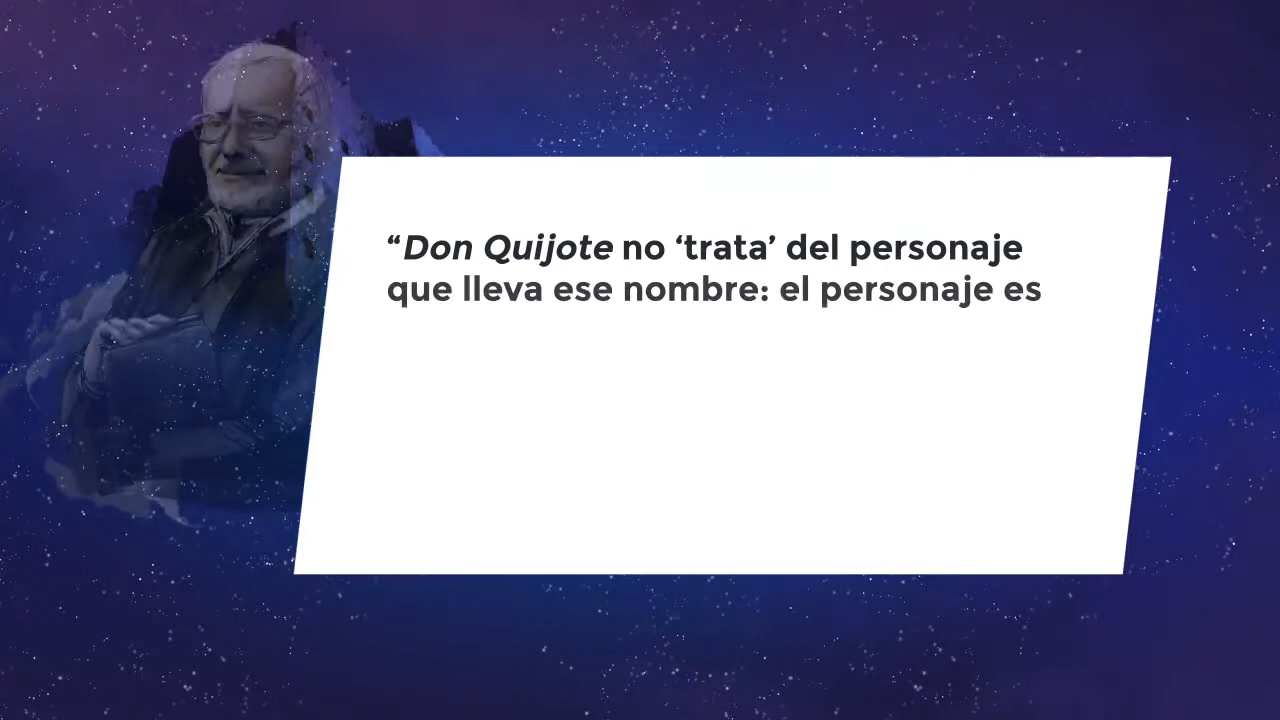 “Don Quijote no ‘trata’ del personaje
que lleva ese nombre: el personaje es